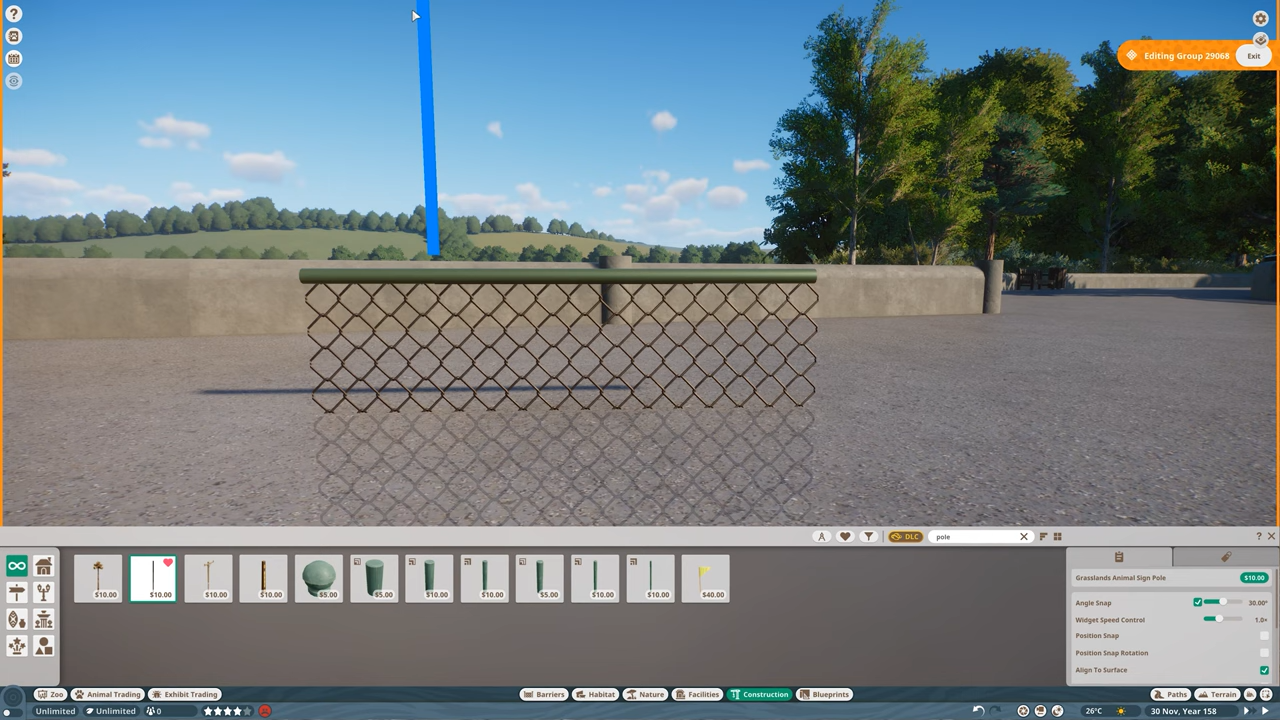 ?
Editing Group 29068
Exit
DLC
pole
?
$10.00
$10.00
$10.00
$10.00
$5.00
$5.00
$10.00
$10.00
$5.00
$10.00
$10.00
$40.00
Grasslands Animal Sign Pole
$10.00
Angle Snap
30.00°
Widget Speed Control
1.0×
Position Snap
Position Snap Rotation
Align To Surface
Zoo
Animal Trading
Exhibit Trading
Barriers
Habitat
Nature
Facilities
Construction
Blueprints
Paths
Terrain
Unlimited
Unlimited
0
26°C
30 Nov, Year 158